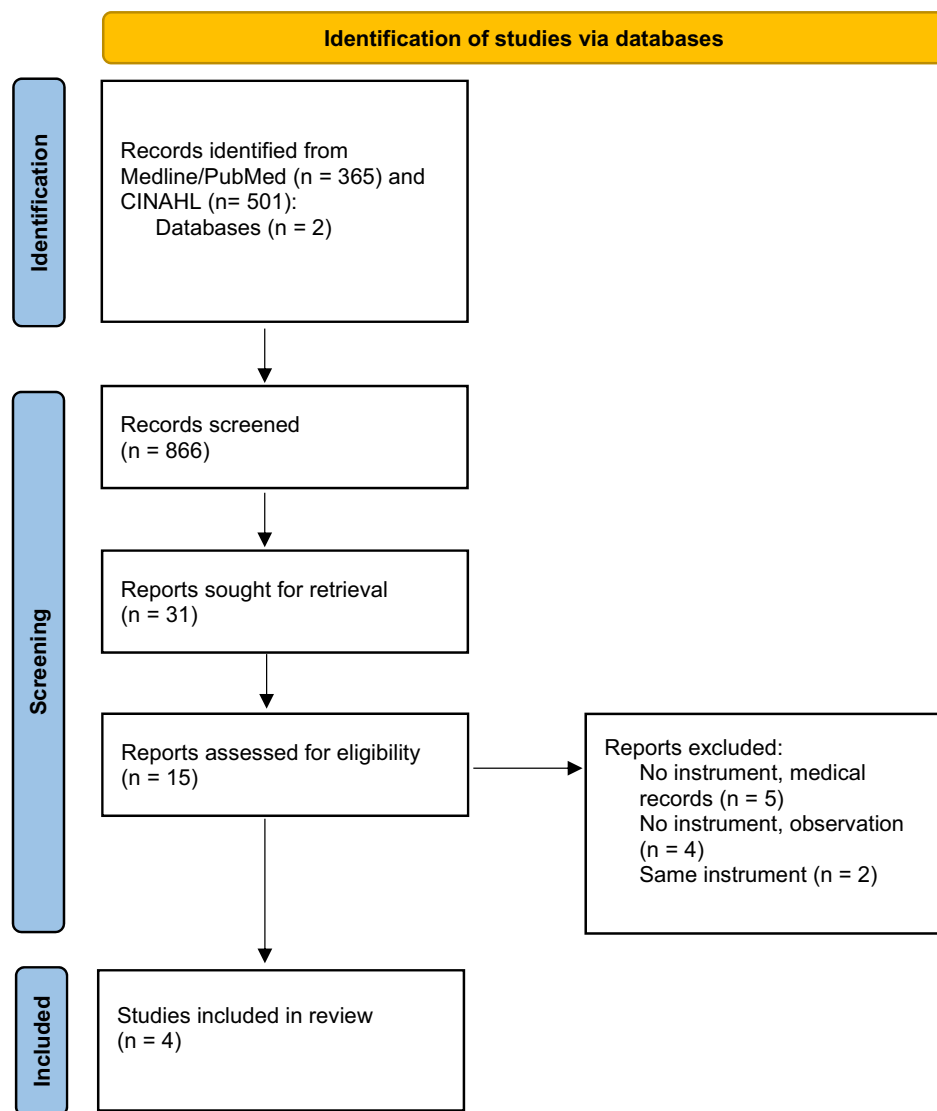 Identification of studies via databases
Identification
Records identified from
Medline/PubMed (n = 365) and
CINAHL (n= 501):
Databases (n = 2)
Screening
Records screened
(n = 866)
Reports sought for retrieval
(n = 31)
Reports assessed for eligibility
(n = 15)
Reports excluded:
No instrument, medical
records (n = 5)
No instrument, observation
(n = 4)
Same instrument (n = 2)
Included
Studies included in review
(n = 4)